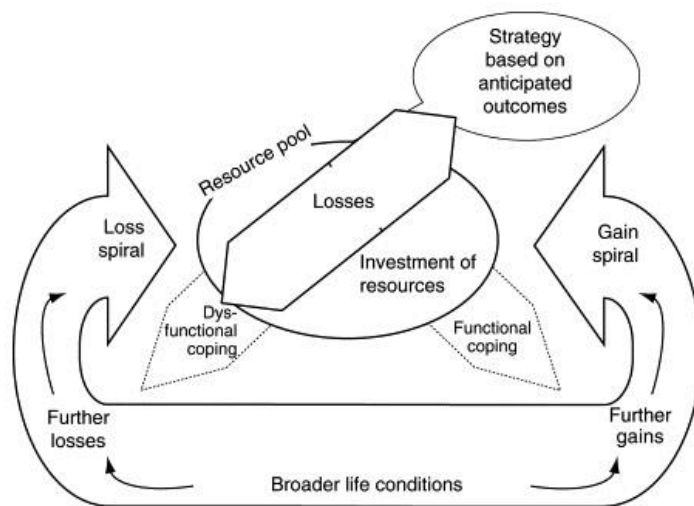 Strategy
based on
anticipated
outcomes
Resource pool
Losses
Loss
spiral
Gain
spiral
Investment of
resources
Dys-
functional
coping
Functional
coping
Further
losses
Further
gains
Broader life conditions